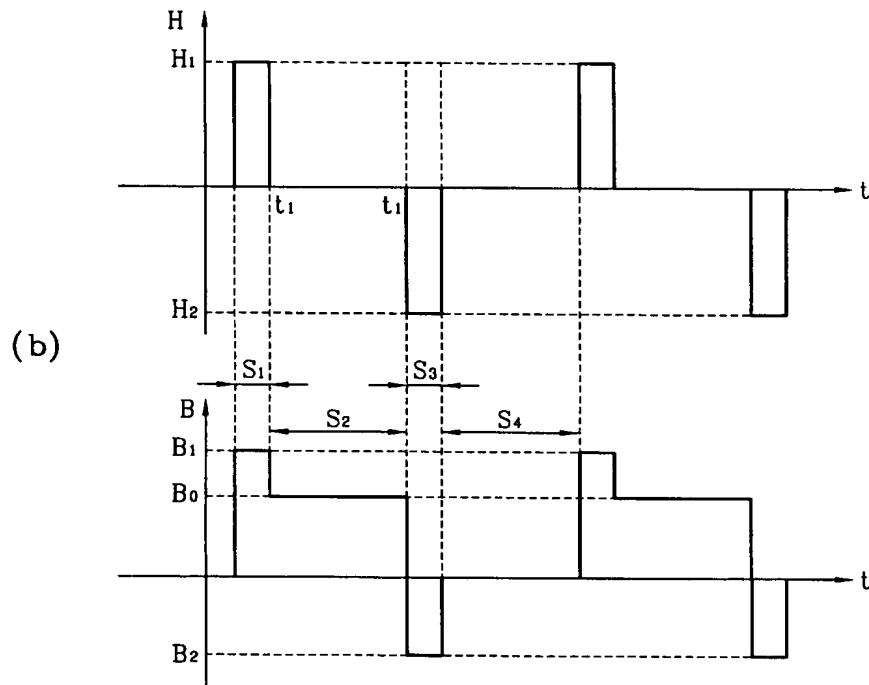 H
H₁
t₁ t₁ t
H₂
(b)
S₁ S₃
B S₂ S₄
B₁
B₀
t
B₂